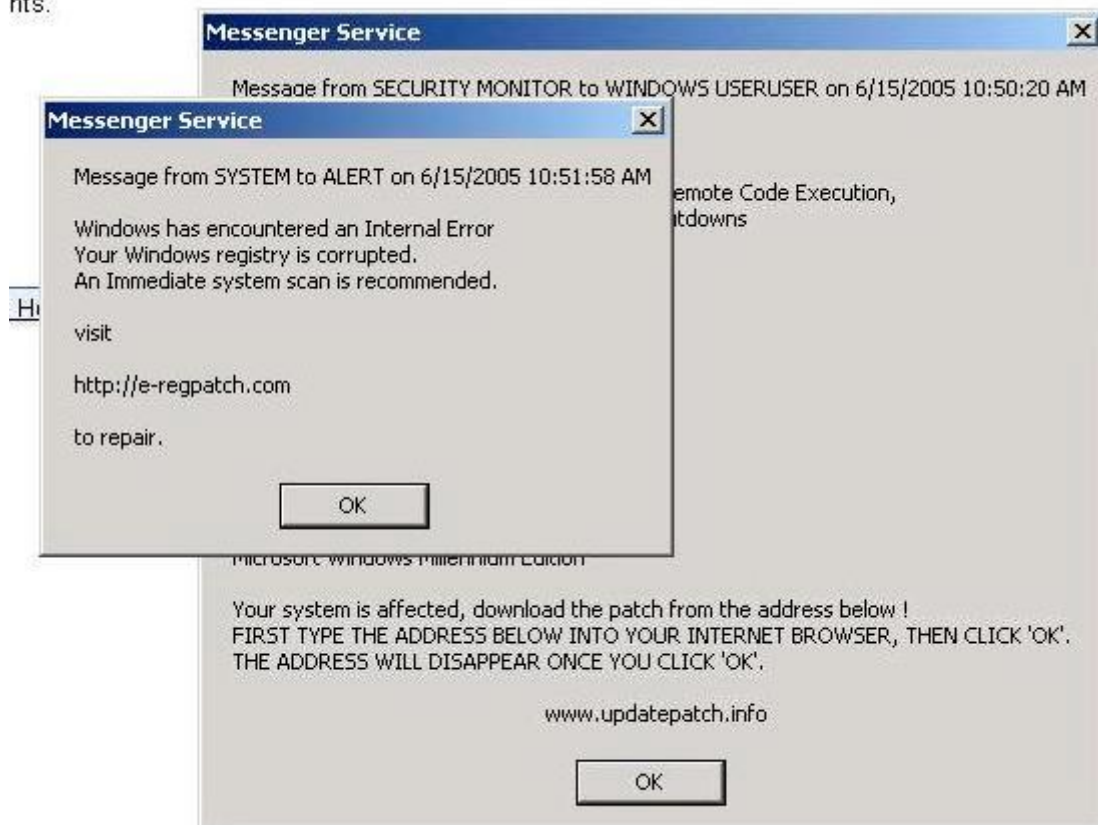 nts.
Messenger Service
Message from SECURITY MONITOR to WINDOWS USERUSER on 6/15/2005 10:50:20 AM
Messenger Service
Message from SYSTEM to ALERT on 6/15/2005 10:51:58 AM
Windows has encountered an Internal Error
Your Windows registry is corrupted.
An Immediate system scan is recommended.
visit
http://e-regpatch.com
to repair.
OK
emote Code Execution,
tdowns
H
Microsoft Windows Millennium Edition
Your system is affected, download the patch from the address below !
FIRST TYPE THE ADDRESS BELOW INTO YOUR INTERNET BROWSER, THEN CLICK 'OK'.
THE ADDRESS WILL DISAPPEAR ONCE YOU CLICK 'OK'.
www.updatepatch.info
OK